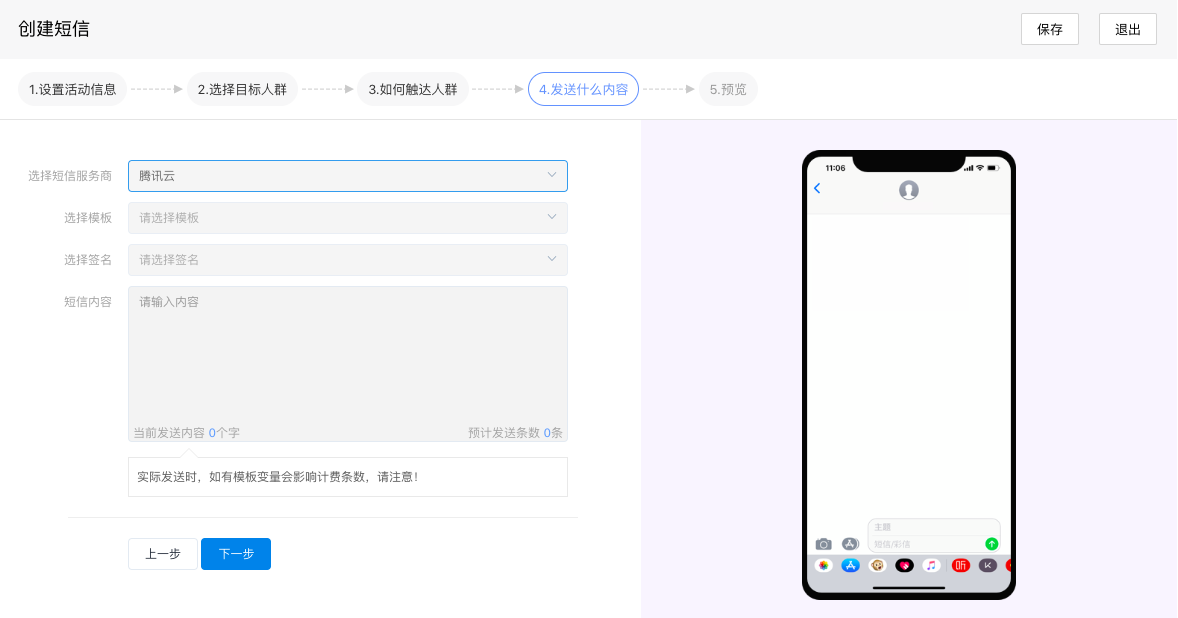 创建短信
保存
退出
1.设置活动信息
2.选择目标人群
3.如何触达人群
4.发送什么内容
5.预览
选择短信服务商
腾讯云
选择模板
请选择模板
选择签名
请选择签名
短信内容
请输入内容
当前发送内容 0个字
预计发送条数 0条
实际发送时，如有模板变量会影响计费条数，请注意！
上一步
下一步
11:06
主题
短信/彩信
听